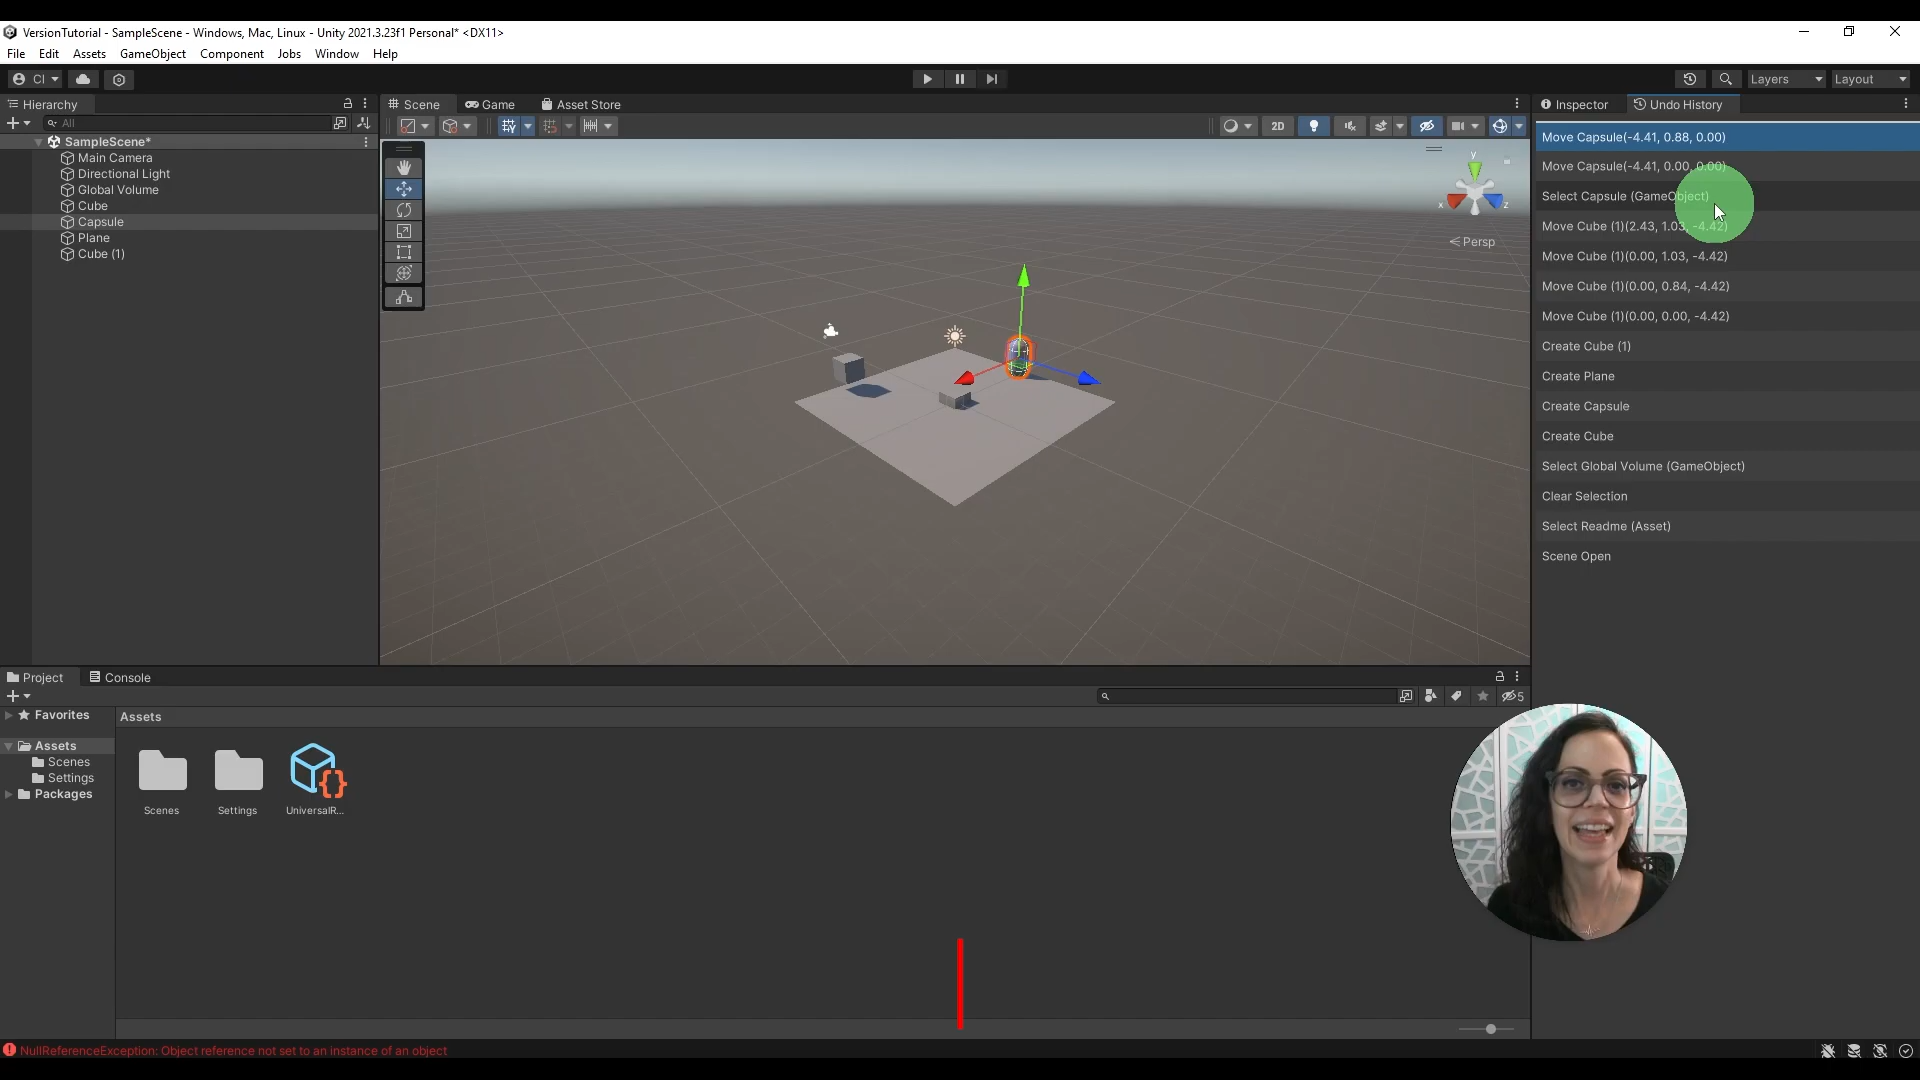 VersionTutorial - SampleScene - Windows, Mac, Linux - Unity 2021.3.23f1 Personal* <DX11>
File Edit Assets GameObject Component Jobs Window Help
CI
Layers Layout
Hierarchy
All
SampleScene*
Main Camera
Directional Light
Global Volume
Cube
Capsule
Plane
Cube (1)
Scene Game Asset Store
2D
y
x z
Persp
Inspector Undo History
Move Capsule(-4.41, 0.88, 0.00)
Move Capsule(-4.41, 0.00, 0.00)
Select Capsule (GameObject)
Move Cube (1)(2.43, 1.03, -4.42)
Move Cube (1)(0.00, 1.03, -4.42)
Move Cube (1)(0.00, 0.84, -4.42)
Move Cube (1)(0.00, 0.00, -4.42)
Create Cube (1)
Create Plane
Create Capsule
Create Cube
Select Global Volume (GameObject)
Clear Selection
Select Readme (Asset)
Scene Open
Project Console
5
Favorites
Assets
Scenes
Settings
Packages
Assets
Scenes Settings UniversalR...
NullReferenceException: Object reference not set to an instance of an object